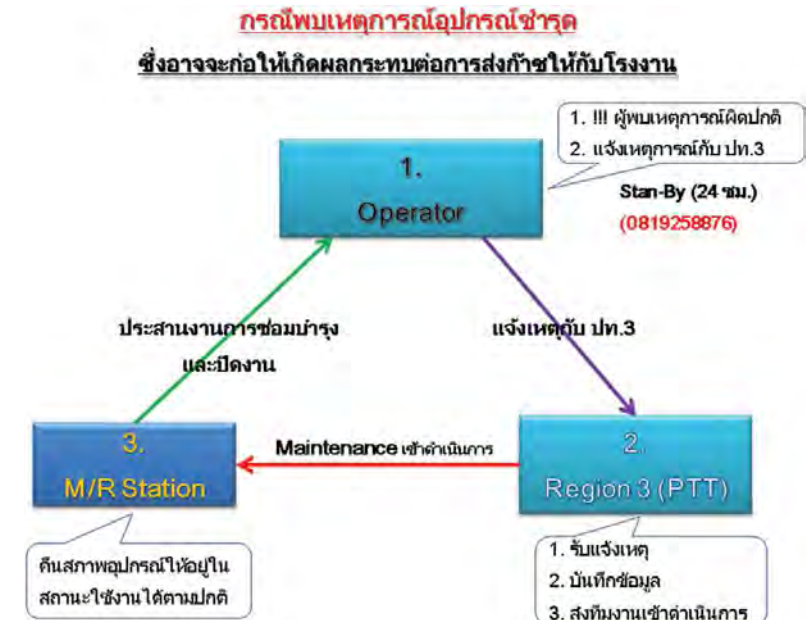 กรณีพบเหตุการณ์อุปกรณ์ชำรุด
ซึ่งอาจจะก่อให้เกิดผลกระทบต่อการส่งก๊าซให้กับโรงงาน
1. !!! ผู้พบเหตุการณ์ผิดปกติ
2. แจ้งเหตุการณ์กับ ปท.3
1.
Operator
Stan-By (24 ชม.)
(0819258876)
ประสานงานการซ่อมบำรุง
และปิดงาน
แจ้งเหตุกับ ปท.3
3.
M/R Station
Maintenance เข้าดำเนินการ
2.
Region 3 (PTT)
คืนสภาพอุปกรณ์ให้อยู่ใน
สถานะใช้งานได้ตามปกติ
1. รับแจ้งเหตุ
2. บันทึกข้อมูล
3. ส่งทีมงานเข้าดำเนินการ